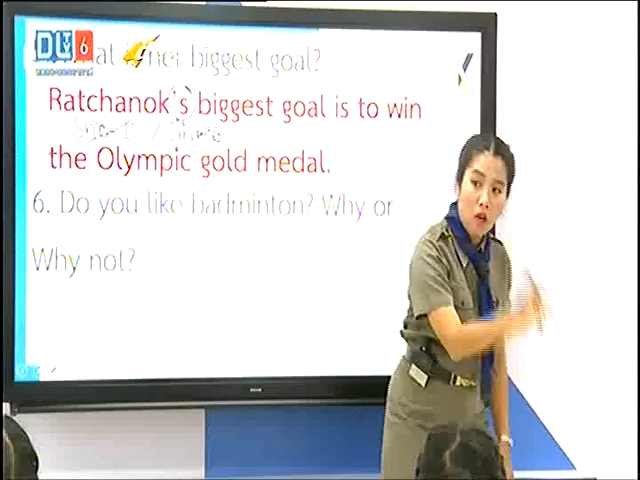 DLTV 6
her biggest goal?
Ratchanok's biggest goal is to win
the Olympic gold medal.
6. Do you like badminton? Why or
Why not?